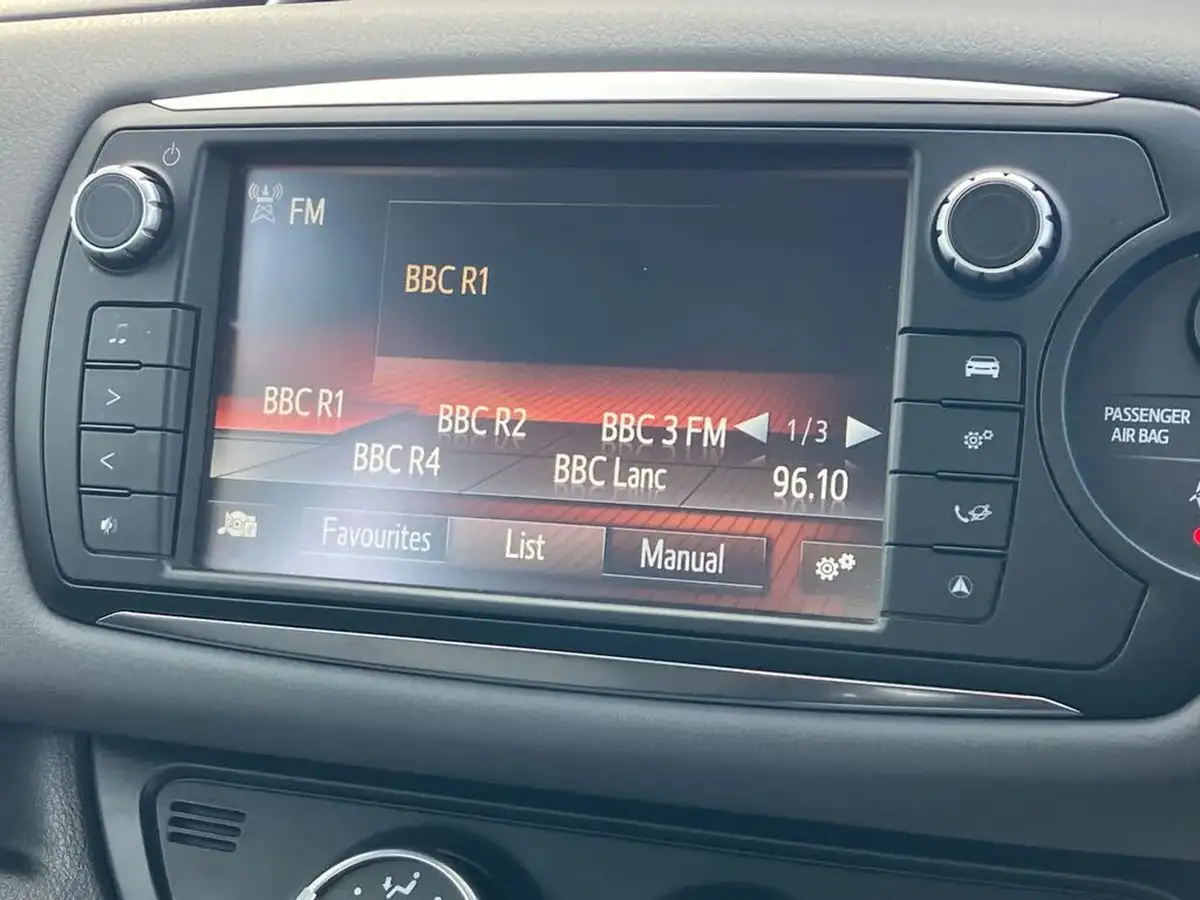 FM
BBC R1
BBC R1 BBC R2 BBC 3 FM 1/3
BBC R4 BBC Lanc 96.10
Favourites List Manual
PASSENGER
AIR BAG